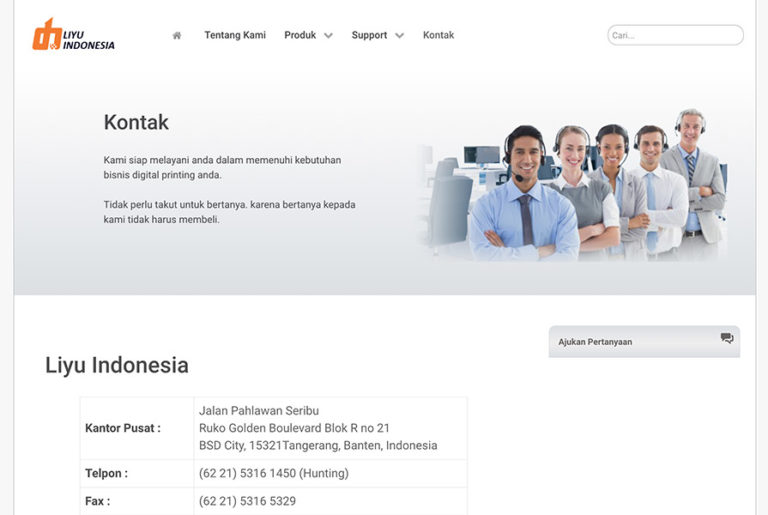 LIYU
INDONESIA
Tentang Kami
Produk
Support
Kontak
Cari...
Kontak
Kami siap melayani anda dalam memenuhi kebutuhan
bisnis digital printing anda.
Tidak perlu takut untuk bertanya. karena bertanya kepada
kami tidak harus membeli.
Ajukan Pertanyaan
Liyu Indonesia
Kantor Pusat :
Jalan Pahlawan Seribu
Ruko Golden Boulevard Blok R no 21
BSD City, 15321Tangerang, Banten, Indonesia
Telpon :
(62 21) 5316 1450 (Hunting)
Fax :
(62 21) 5316 5329